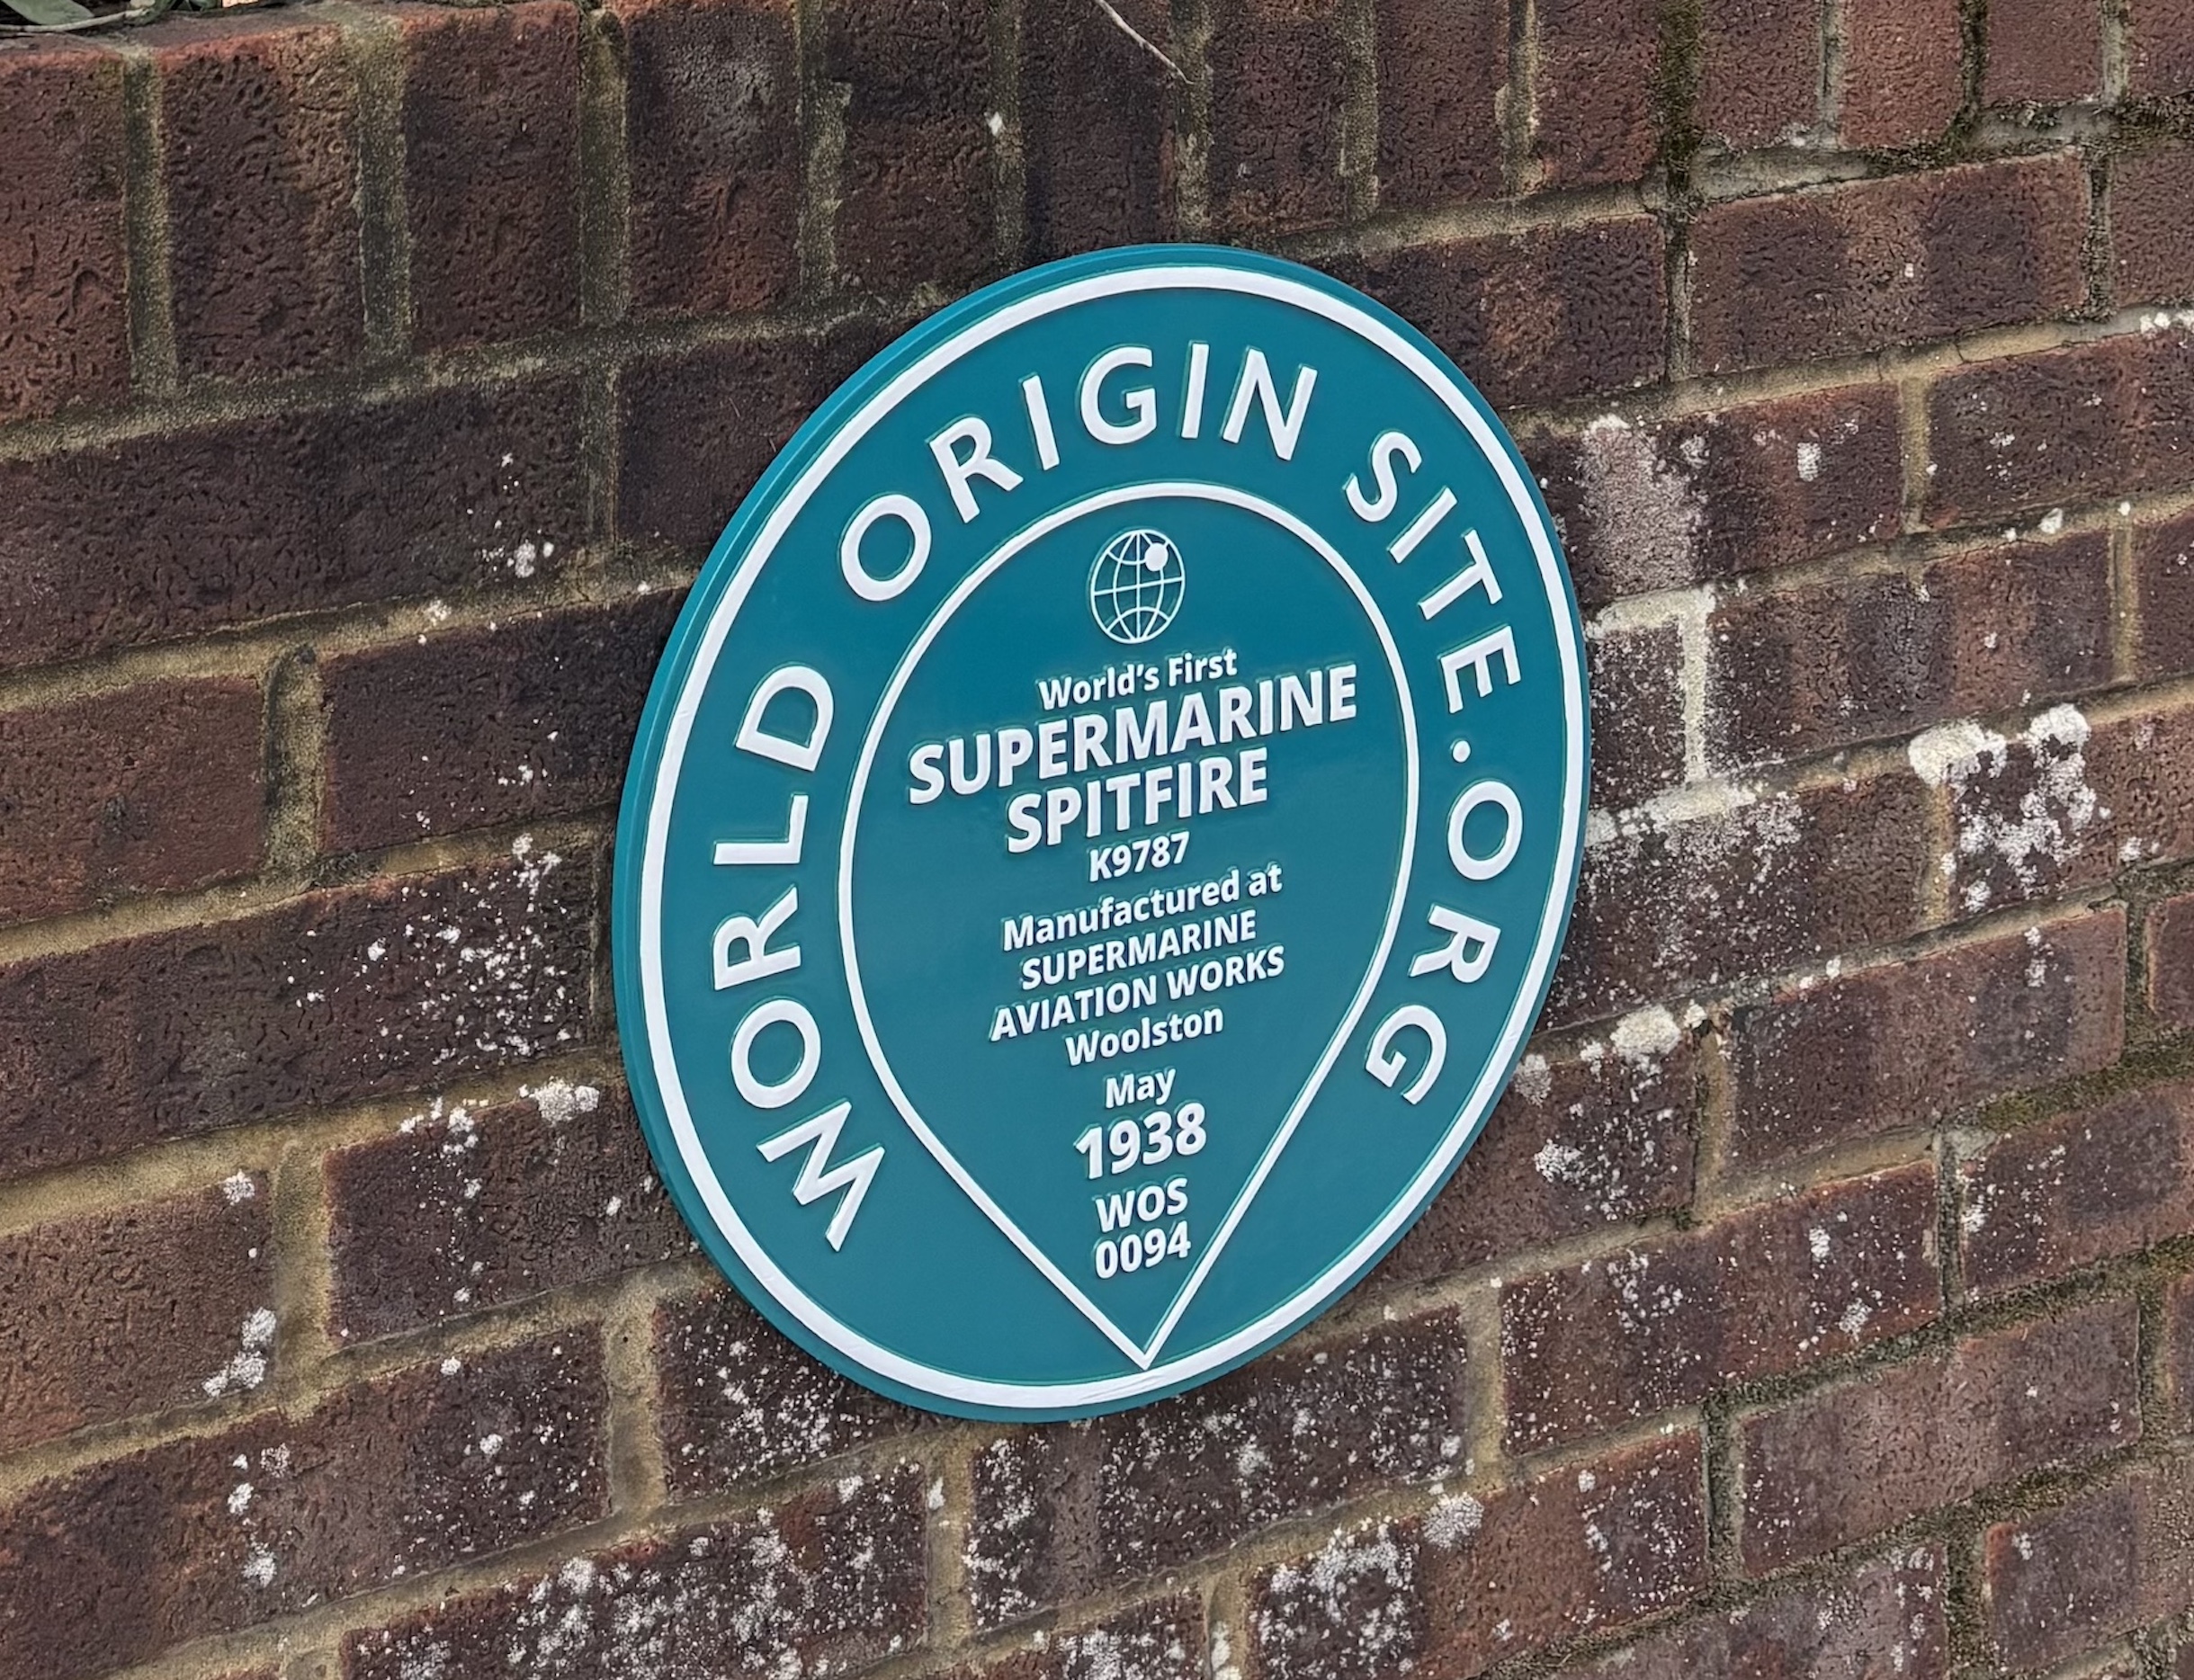 WORLD ORIGIN SITE.ORG
World's First
SUPERMARINE
SPITFIRE
K9787
Manufactured at
SUPERMARINE
AVIATION WORKS
Woolston
May
1938
WOS
0094